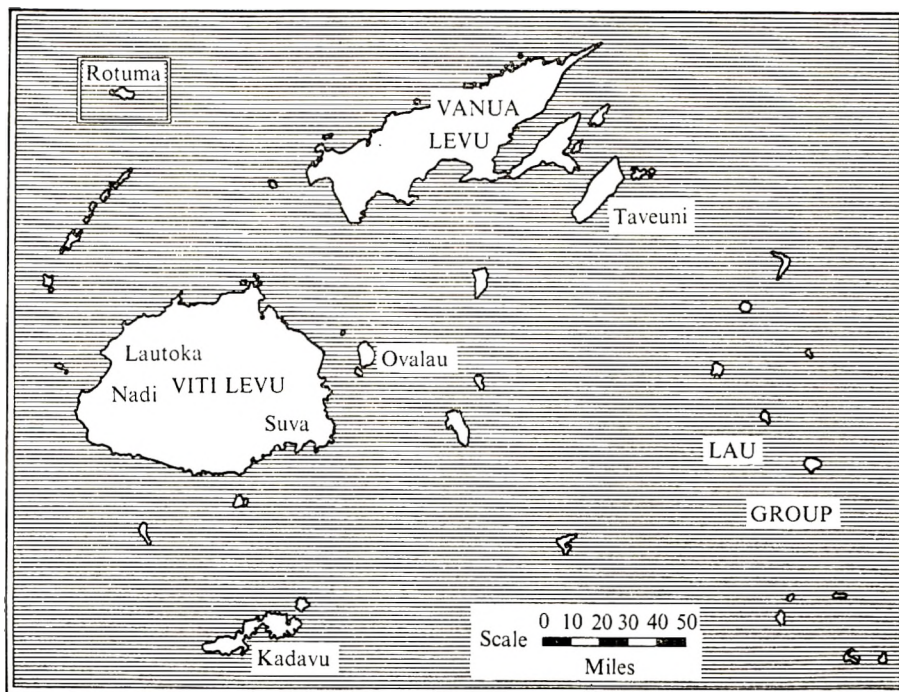 Rotuma
VANUA
LEVU
Taveuni
Lautoka
Nadi VITI LEVU
Suva
Ovalau
LAU
GROUP
Kadavu
0 10 20 30 40 50
Scale
Miles